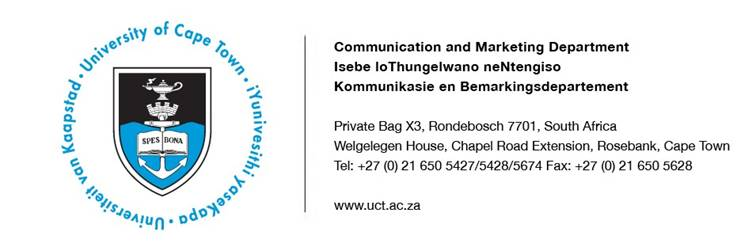 University of Cape Town · iYunivesithi yaseKapa · Universiteit van Kaapstad ·
SPES BONA
Communication and Marketing Department
Isebe loThungelwano neNtengiso
Kommunikasie en Bemarkingsdepartement
Private Bag X3, Rondebosch 7701, South Africa
Welgelegen House, Chapel Road Extension, Rosebank, Cape Town
Tel: +27 (0) 21 650 5427/5428/5674 Fax: +27 (0) 21 650 5628
www.uct.ac.za